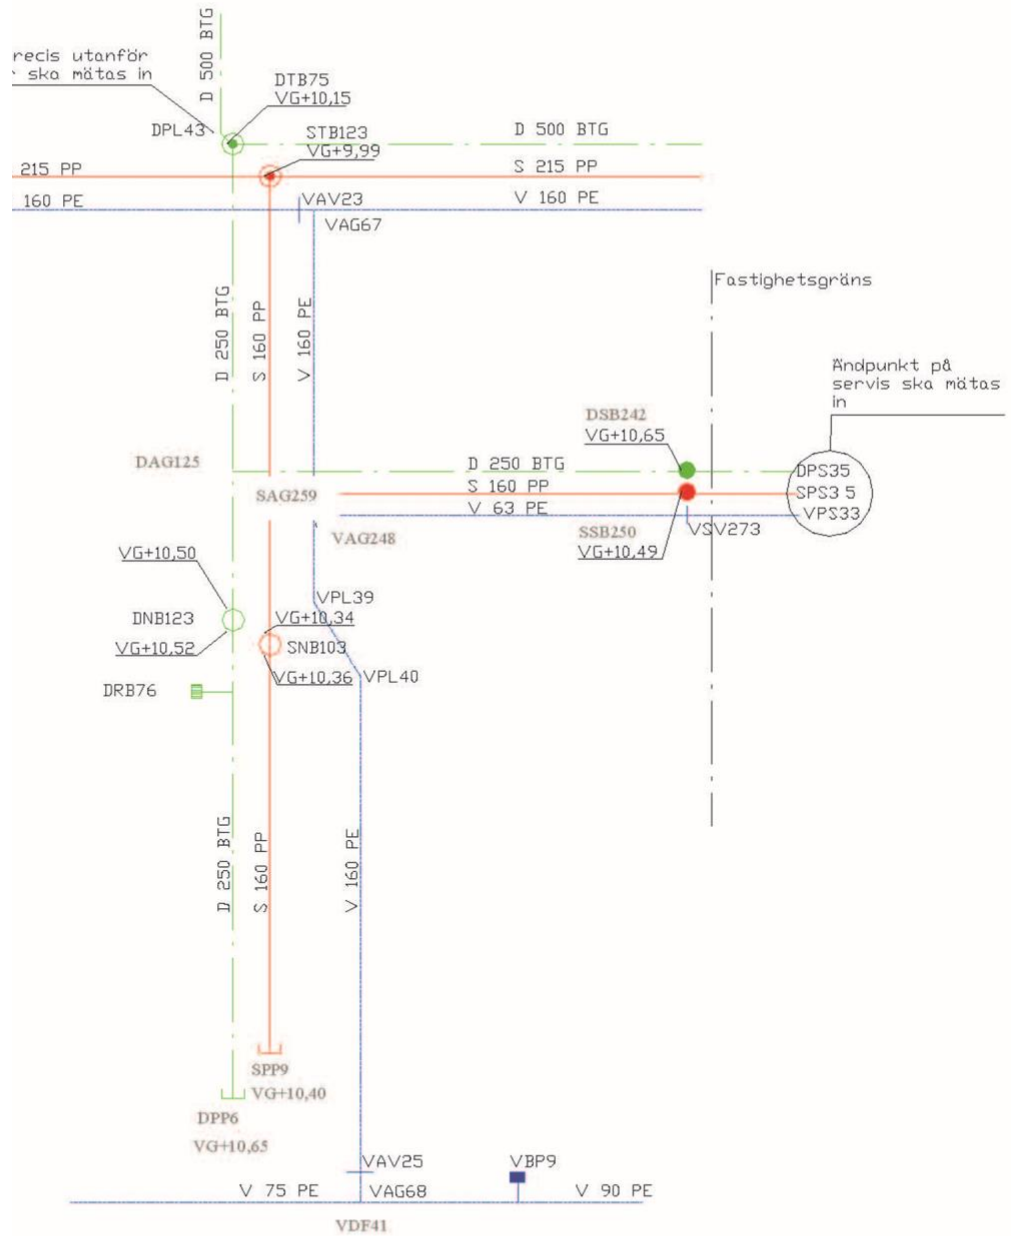 D 500 BTG
recis utanför
ska mätas in
DTB75
VG+10,15
DPL43
STB123
VG+9,99
D 500 BTG
215 PP
S 215 PP
160 PE
VAV23
V 160 PE
VAG67
Fastighetsgräns
D 250 BTG
S 160 PP
V 160 PE
Ändpunkt på
servis ska mätas
in
DSB242
VG+10,65
DAG125
D 250 BTG
DPS35
S 160 PP
SAG259
SPS3 5
V 63 PE
VPS33
VAG248
SSB250
VSV273
VG+10,49
VG+10,50
VPL39
DNB123
VG+10,34
VG+10,52
SNB103
VG+10,36
VPL40
DRB76
D 250 BTG
S 160 PP
V 160 PE
SPP9
VG+10,40
DPP6
VG+10,65
VAV25
VBP9
V 75 PE
VAG68
V 90 PE
VDF41